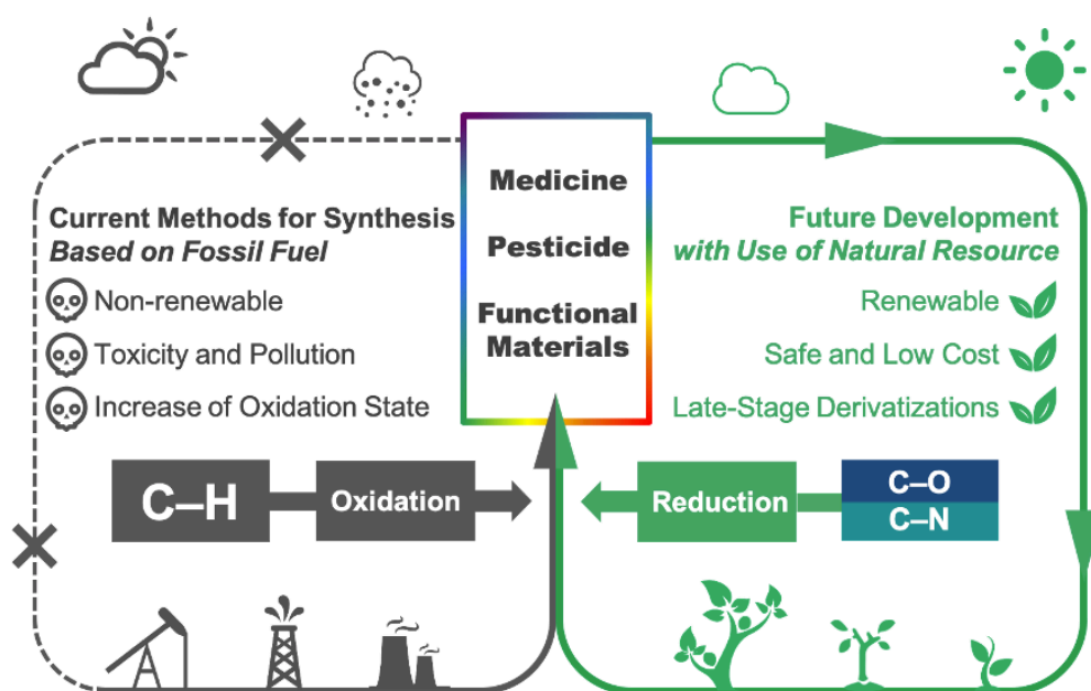 Current Methods for Synthesis
Based on Fossil Fuel
Non-renewable
Toxicity and Pollution
Increase of Oxidation State
Medicine
Pesticide
Functional
Materials
Future Development
with Use of Natural Resource
Renewable
Safe and Low Cost
Late-Stage Derivatizations
C–H
Oxidation
Reduction
C–O
C–N